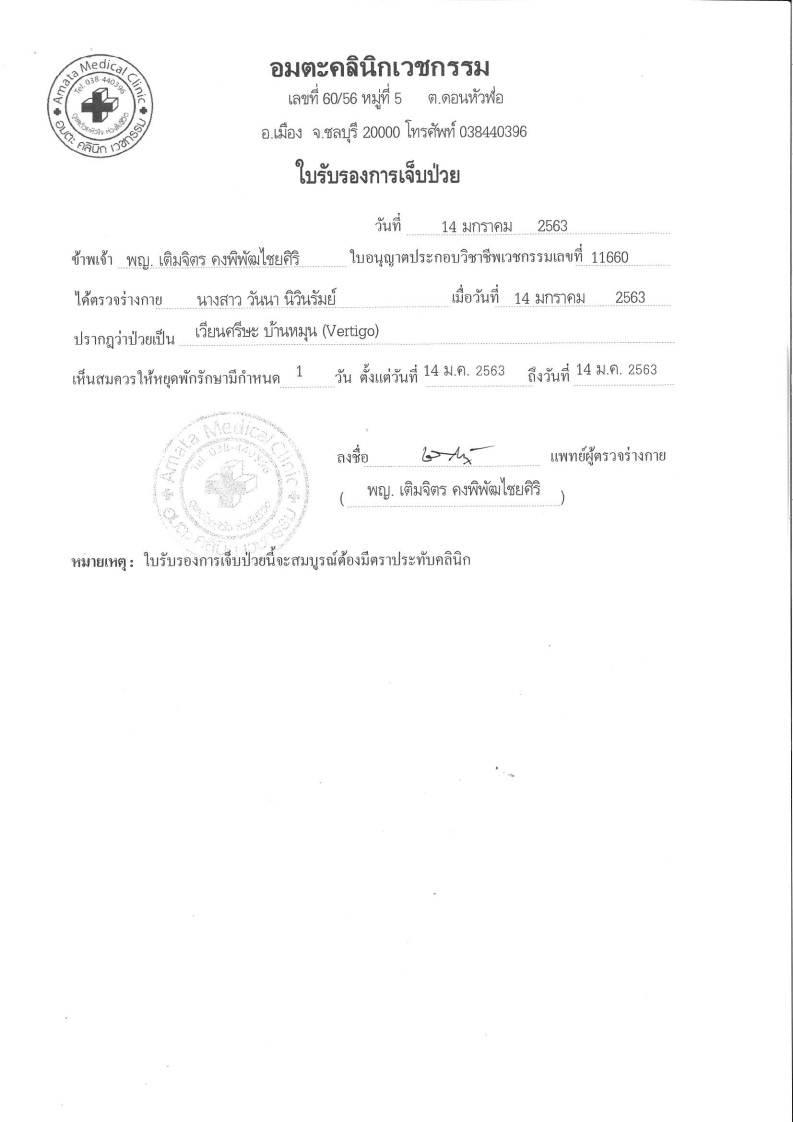 Amata Medical Clinic
Tel. 038-440396
อมตะ คลินิก เวชกรรม
อมตะคลินิกเวชกรรม
เลขที่ 60/56 หมู่ที่ 5 ต.ดอนหัวฬ่อ
อ.เมือง จ.ชลบุรี 20000 โทรศัพท์ 038440396
ใบรับรองการเจ็บป่วย
วันที่ 14 มกราคม 2563
ข้าพเจ้า พญ. เติมจิตร คงพิพัฒไชยศิริ ใบอนุญาตประกอบวิชาชีพเวชกรรมเลขที่ 11660
ได้ตรวจร่างกาย นางสาว วันนา นิวินรัมย์ เมื่อวันที่ 14 มกราคม 2563
ปรากฎว่าป่วยเป็น เวียนศรีษะ บ้านหมุน (Vertigo)
เห็นสมควรให้หยุดพักรักษามีกำหนด 1 วัน ตั้งแต่วันที่ 14 ม.ค. 2563 ถึงวันที่ 14 ม.ค. 2563
Amata Medical Clinic
Tel. 038-440396
อมตะ คลินิก เวชกรรม
ลงชื่อ แพทย์ผู้ตรวจร่างกาย
( พญ. เติมจิตร คงพิพัฒไชยศิริ )
หมายเหตุ : ใบรับรองการเจ็บป่วยนี้จะสมบูรณ์ต้องมีตราประทับคลินิก